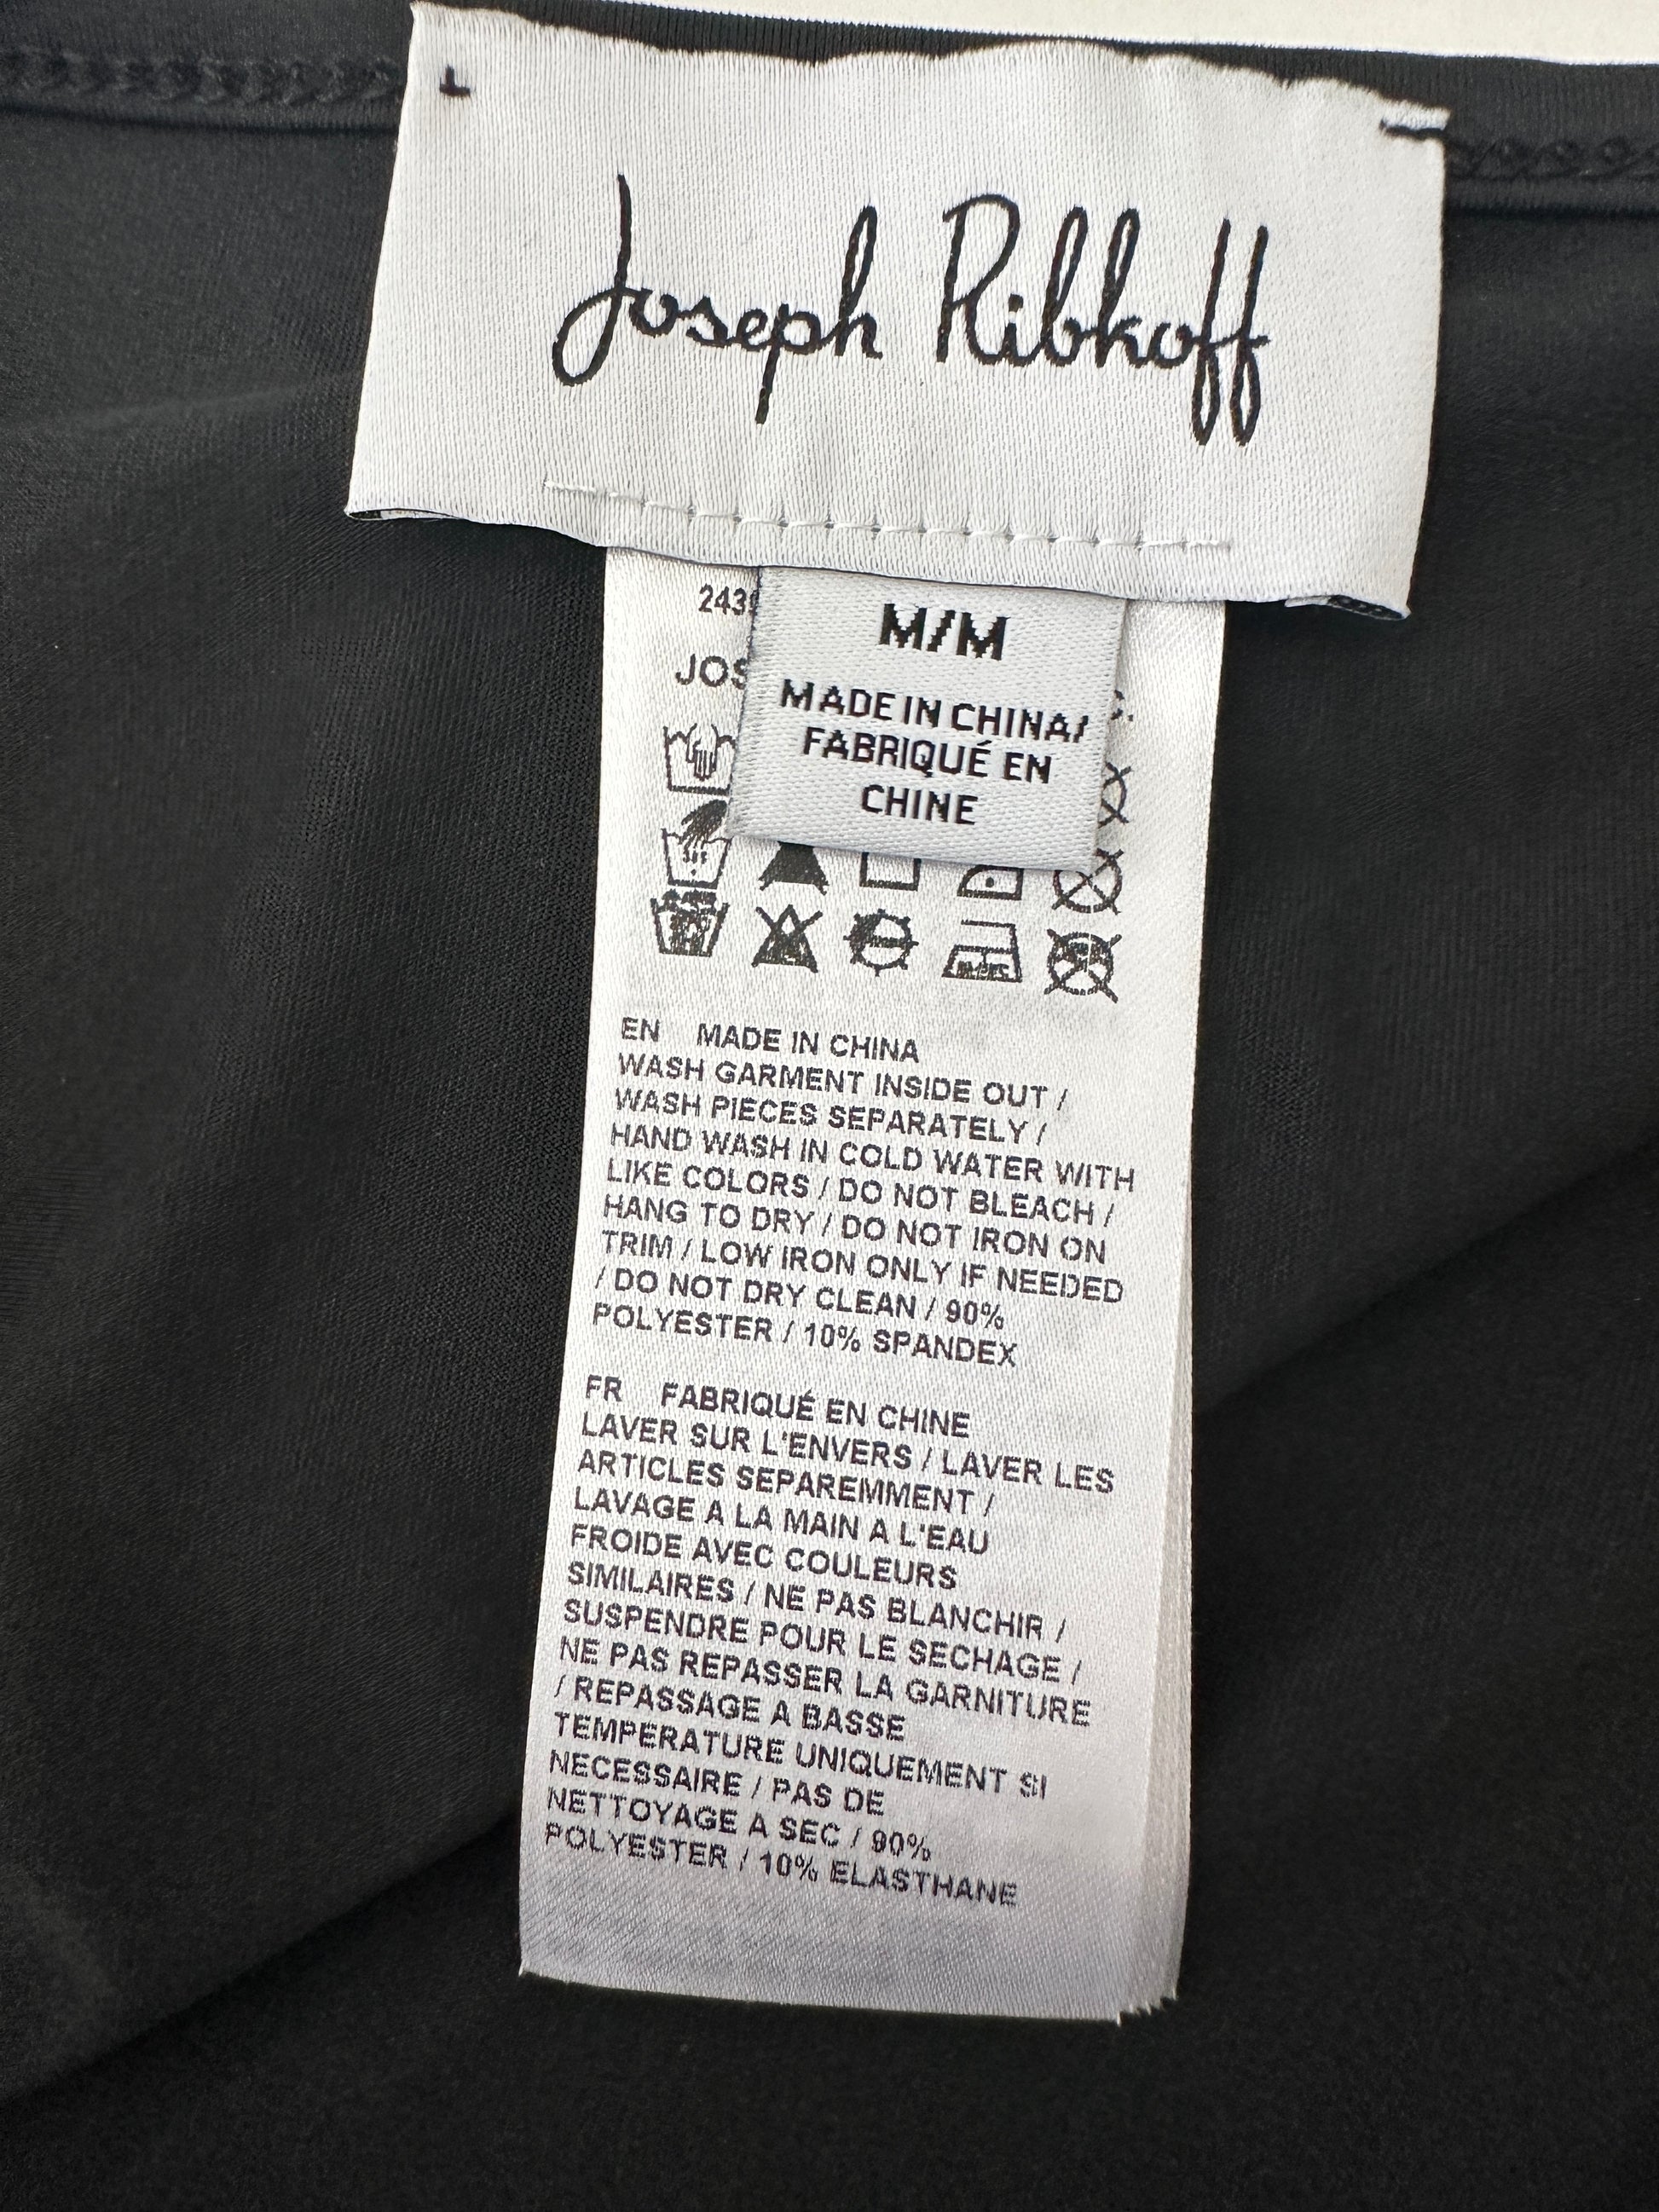 Joseph Ribkoff
M/M
MADE IN CHINA/
FABRIQUÉ EN
CHINE
EN MADE IN CHINA
WASH GARMENT INSIDE OUT /
WASH PIECES SEPARATELY /
HAND WASH IN COLD WATER WITH
LIKE COLORS / DO NOT BLEACH /
HANG TO DRY / DO NOT IRON ON
TRIM / LOW IRON ONLY IF NEEDED
/ DO NOT DRY CLEAN / 90%
POLYESTER / 10% SPANDEX
FR FABRIQUÉ EN CHINE
LAVER SUR L'ENVERS / LAVER LES
ARTICLES SEPAREMMENT /
LAVAGE A LA MAIN A L'EAU
FROIDE AVEC COULEURS
SIMILAIRES / NE PAS BLANCHIR /
SUSPENDRE POUR LE SECHAGE /
NE PAS REPASSER LA GARNITURE
/ REPASSAGE A BASSE
TEMPERATURE UNIQUEMENT SI
NECESSAIRE / PAS DE
NETTOYAGE A SEC / 90%
POLYESTER / 10% ELASTHANE